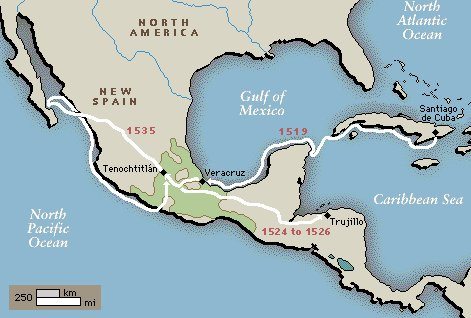 NORTH
AMERICA
North
Atlantic
Ocean
NEW
SPAIN
Gulf of
Mexico
Santiago
de Cuba
1535
1519
Tenochtitlán
Veracruz
Caribbean Sea
North
Pacific
Ocean
Trujillo
1524 to 1526
250
km
mi